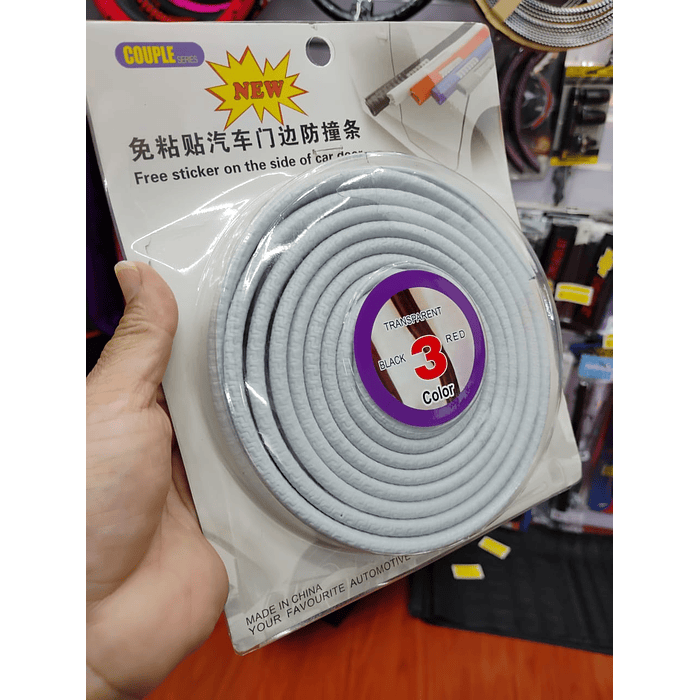 COUPLE SERIES
NEW
免粘贴汽车门边防撞条
Free sticker on the side of car door
TRANSPARENT
BLACK
3
RED
Color
MADE IN CHINA
YOUR FAVOURITE AUTOMOTIVE